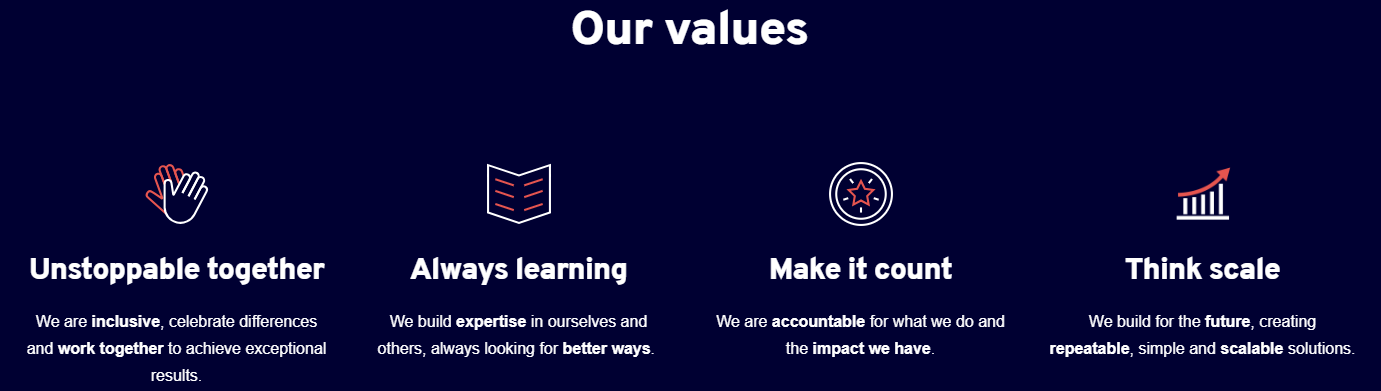 Our values
Unstoppable together
We are inclusive, celebrate differences
and work together to achieve exceptional
results.
Always learning
We build expertise in ourselves and
others, always looking for better ways.
Make it count
We are accountable for what we do and
the impact we have.
Think scale
We build for the future, creating
repeatable, simple and scalable solutions.